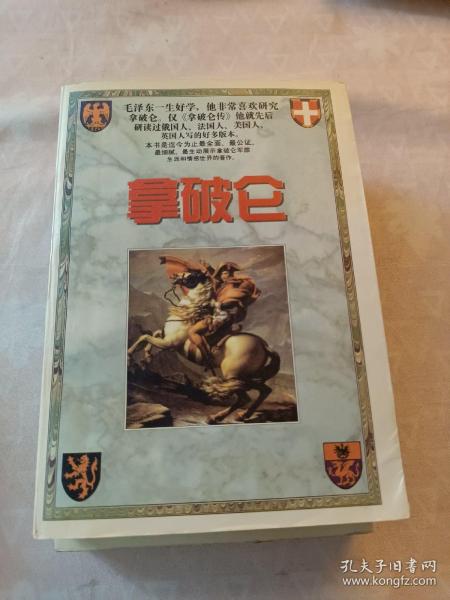 毛泽东一生好学，他非常喜欢研究
拿破仑。仅《拿破仑传》他就先后
研读过俄国人、法国人、美国人、
英国人写的好多版本。
本书是迄今为止最全面、最公证、
最细腻、最生动展示拿破仑军旅
生涯和情感世界的著作。
拿破仑
孔夫子旧书网
www.kongfz.com